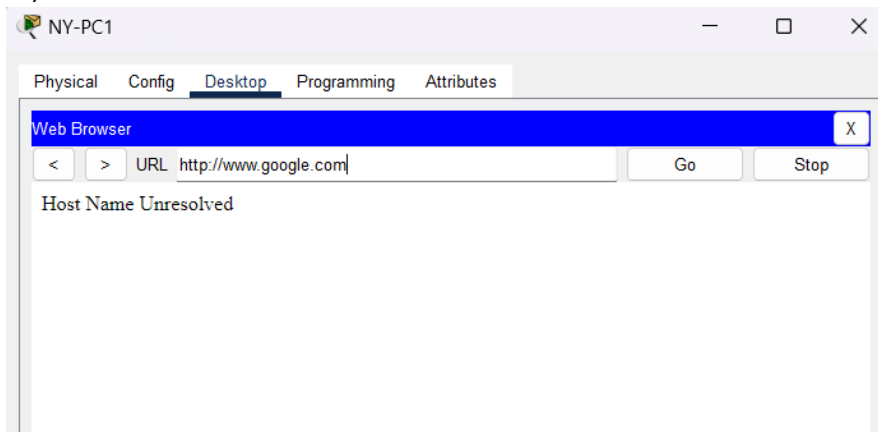 NY-PC1
Physical Config Desktop Programming Attributes
Web Browser X
< > URL http://www.google.com Go Stop
Host Name Unresolved